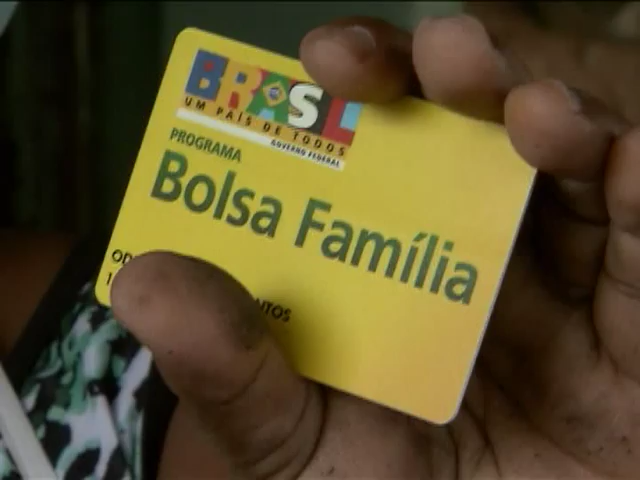 BRASIL
UM PAÍS DE TODOS
GOVERNO FEDERAL
PROGRAMA
Bolsa Família